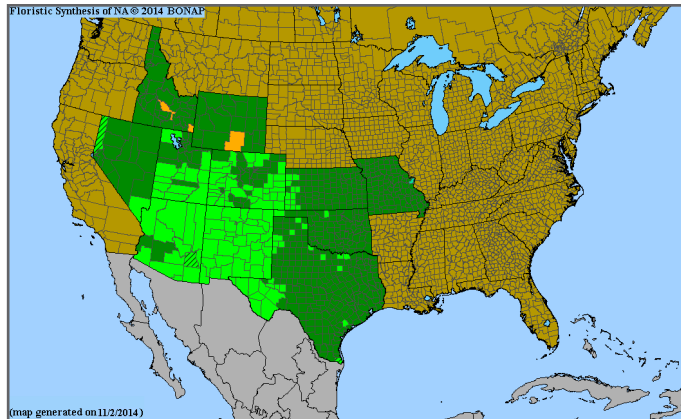 Floristic Synthesis of NA © 2014 BONAP
(map generated on 11/2/2014)